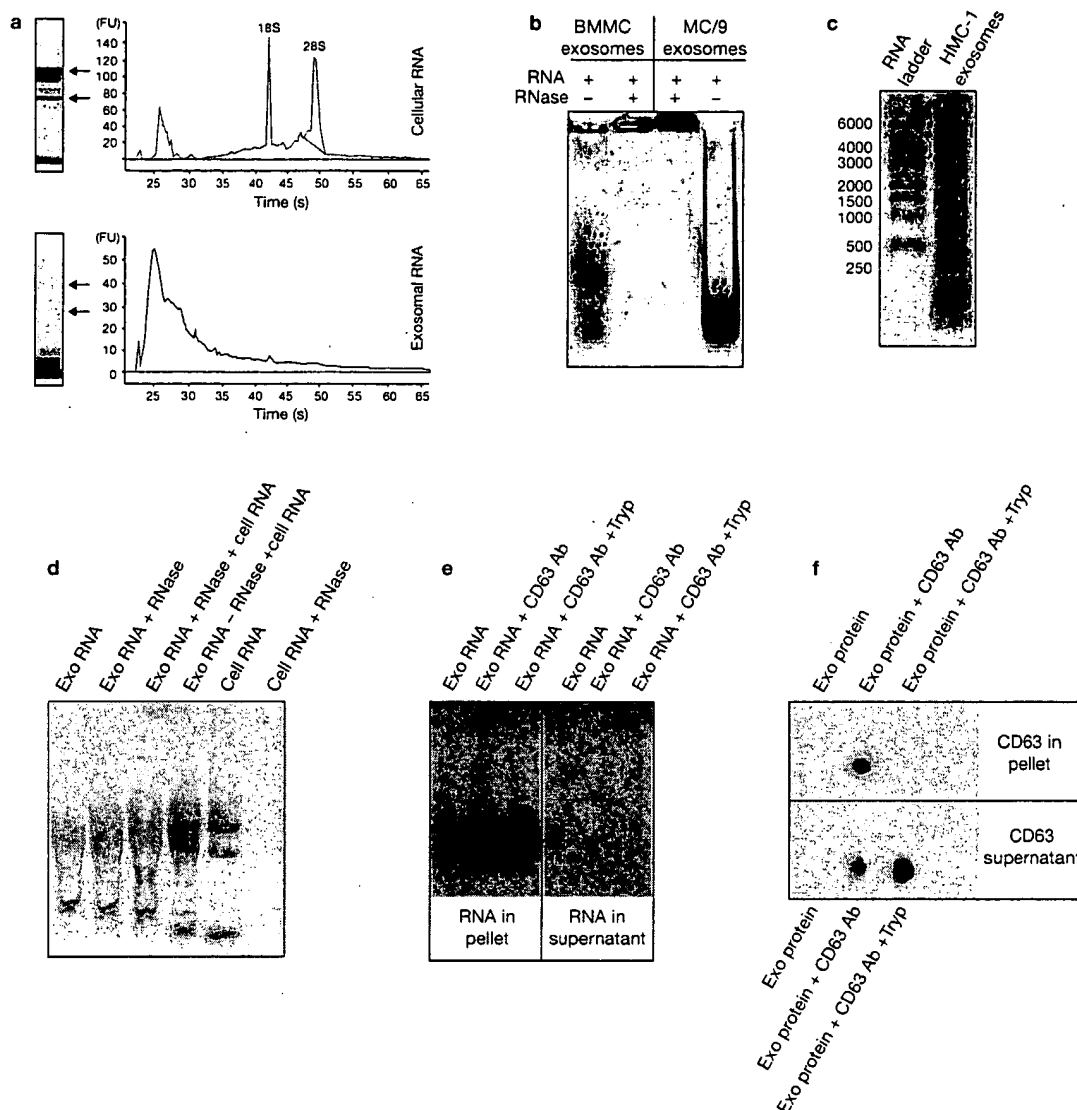 a
(FU)
140
120
100
80
60
40
20
18S
28S
Cellular RNA
25 30 35 40 45 50 55 60 65
Time (s)
(FU)
50
40
30
20
10
0
Exosomal RNA
25 30 35 40 45 50 55 60 65
Time (s)
b
BMMC exosomes
MC/9 exosomes
RNA + + + +
RNase − + + −
c
RNA ladder
HMC-1 exosomes
6000
4000
3000
2000
1500
1000
500
250
d
Exo RNA
Exo RNA + RNase
Exo RNA + RNase + cell RNA
Exo RNA – RNase +cell RNA
Cell RNA
Cell RNA + RNase
e
Exo RNA
Exo RNA + CD63 Ab
Exo RNA + CD63 Ab +Tryp
Exo RNA
Exo RNA + CD63 Ab
Exo RNA + CD63 Ab +Tryp
RNA in pellet
RNA in supernatant
f
Exo protein
Exo protein + CD63 Ab
Exo protein + CD63 Ab +Tryp
CD63 in pellet
CD63 supernatant
Exo protein
Exo protein + CD63 Ab
Exo protein + CD63 Ab +Tryp